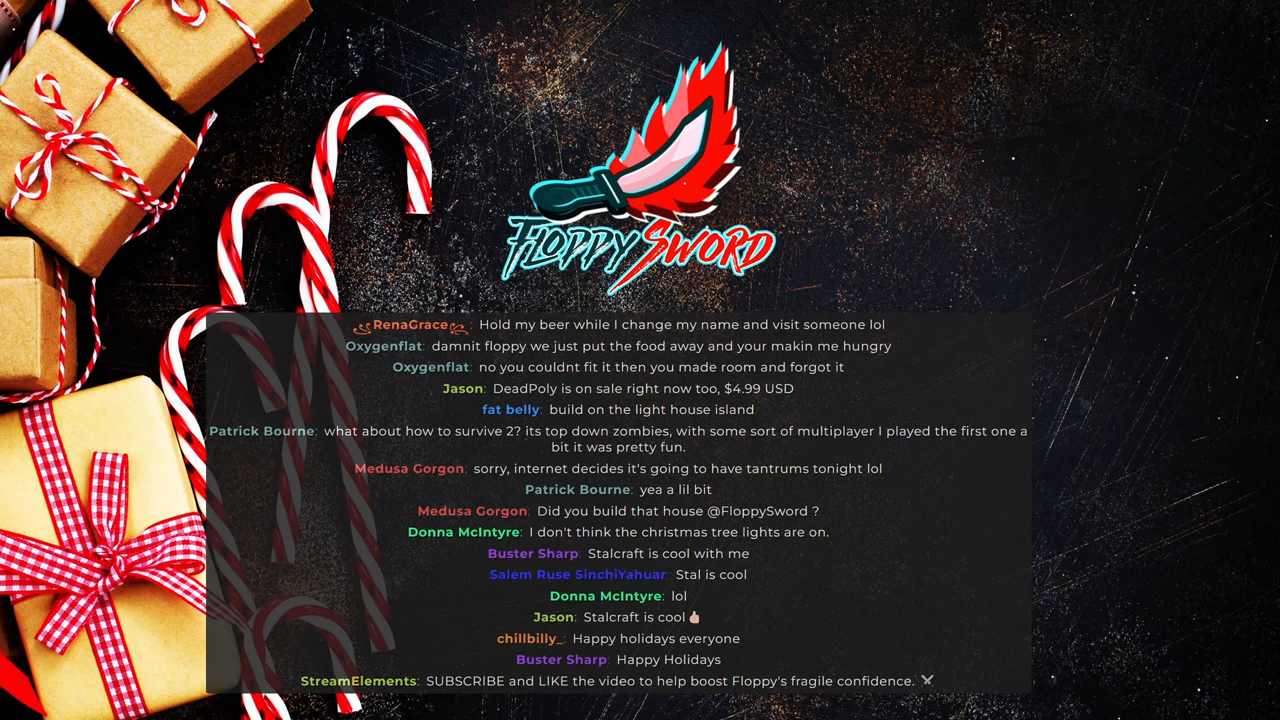 FLOPPY SWORD
RenaGrace: Hold my beer while I change my name and visit someone lol
Oxygenflat: damnit floppy we just put the food away and your makin me hungry
Oxygenflat: no you couldnt fit it then you made room and forgot it
Jason: DeadPoly is on sale right now too, $4.99 USD
fat belly: build on the light house island
Patrick Bourne: what about how to survive 2? its top down zombies, with some sort of multiplayer I played the first one a
bit it was pretty fun.
Medusa Gorgon: sorry, internet decides it's going to have tantrums tonight lol
Patrick Bourne: yea a lil bit
Medusa Gorgon: Did you build that house @FloppySword ?
Donna McIntyre: I don't think the christmas tree lights are on.
Buster Sharp: Stalcraft is cool with me
Salem Ruse SinchiYahuar: Stal is cool
Donna McIntyre: lol
Jason: Stalcraft is cool👍🏼
chillbilly_: Happy holidays everyone
Buster Sharp: Happy Holidays
StreamElements: SUBSCRIBE and LIKE the video to help boost Floppy's fragile confidence. ⚔